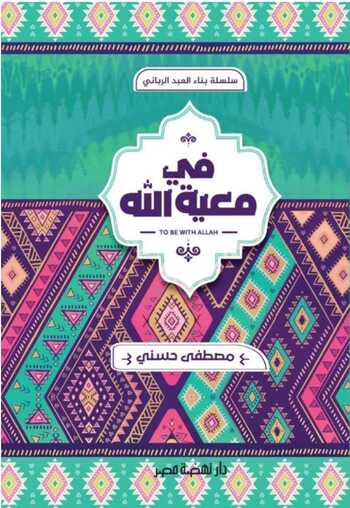 سلسلة بناء العبد الرباني
في
معية الله
TO BE WITH ALLAH
مصطفى حسني
دار نهضة مصر